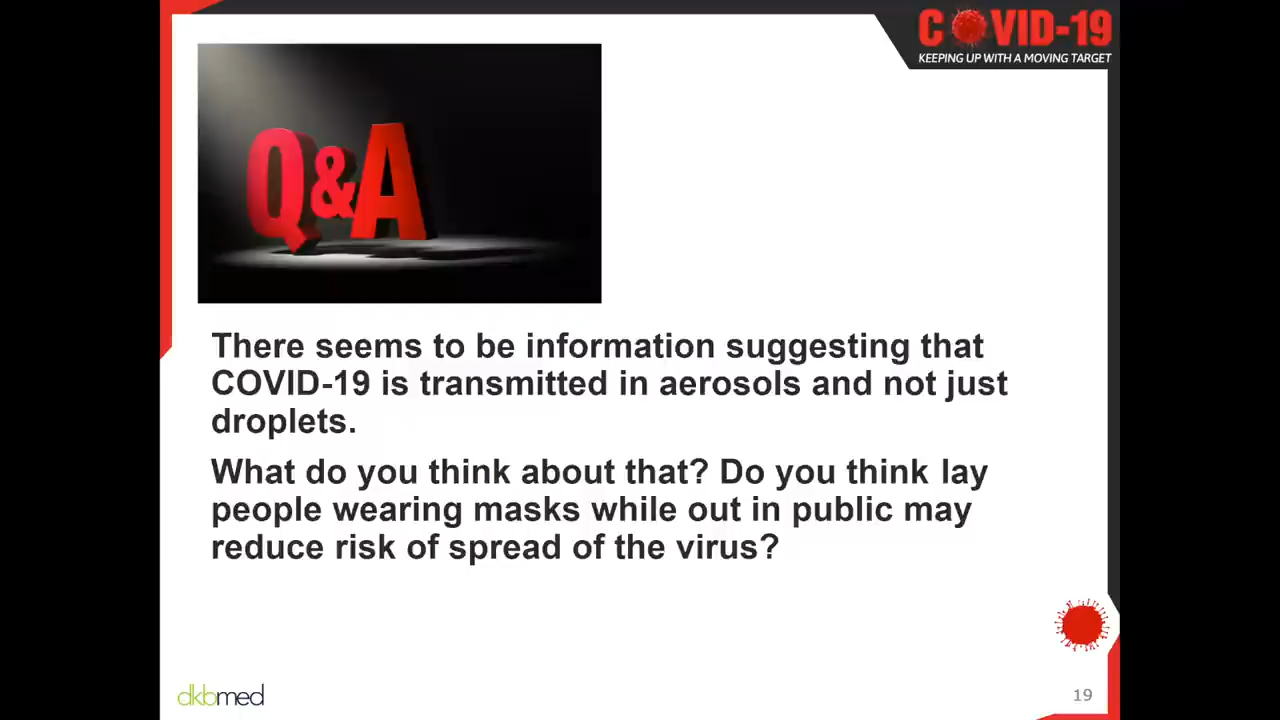 COVID-19
KEEPING UP WITH A MOVING TARGET
Q&A
There seems to be information suggesting that
COVID-19 is transmitted in aerosols and not just
droplets.
What do you think about that? Do you think lay
people wearing masks while out in public may
reduce risk of spread of the virus?
dkbmed
19